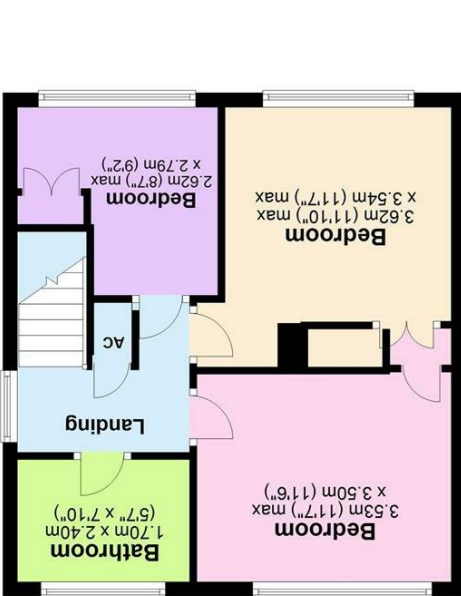 Bedroom
3.53m (11'7") max
x 3.50m (11'6")
Bathroom
1.70m x 2.40m
(5'7" x 7'10")
Landing
AC
Bedroom
3.62m (11'10") max
x 3.54m (11'7") max
Bedroom
2.62m (8'7") max
x 2.79m (9'2")